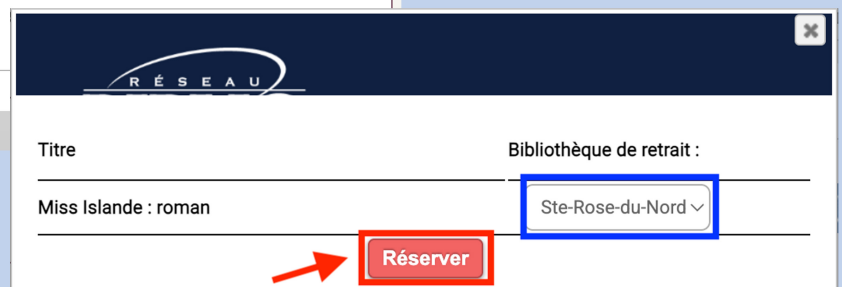 RÉSEAU
Titre
Bibliothèque de retrait :
Miss Islande : roman
Ste-Rose-du-Nord
Réserver